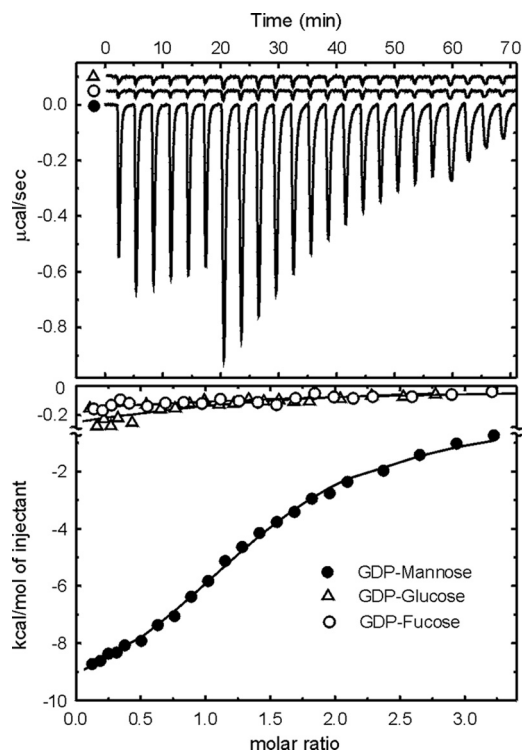 Time (min)
0 10 20 30 40 50 60 70
0.0
-0.2
-0.4
-0.6
-0.8
μcal/sec
0
-0.2
-2
-4
-6
-8
-10
kcal/mol of injectant
GDP-Mannose
GDP-Glucose
GDP-Fucose
0.0 0.5 1.0 1.5 2.0 2.5 3.0
molar ratio